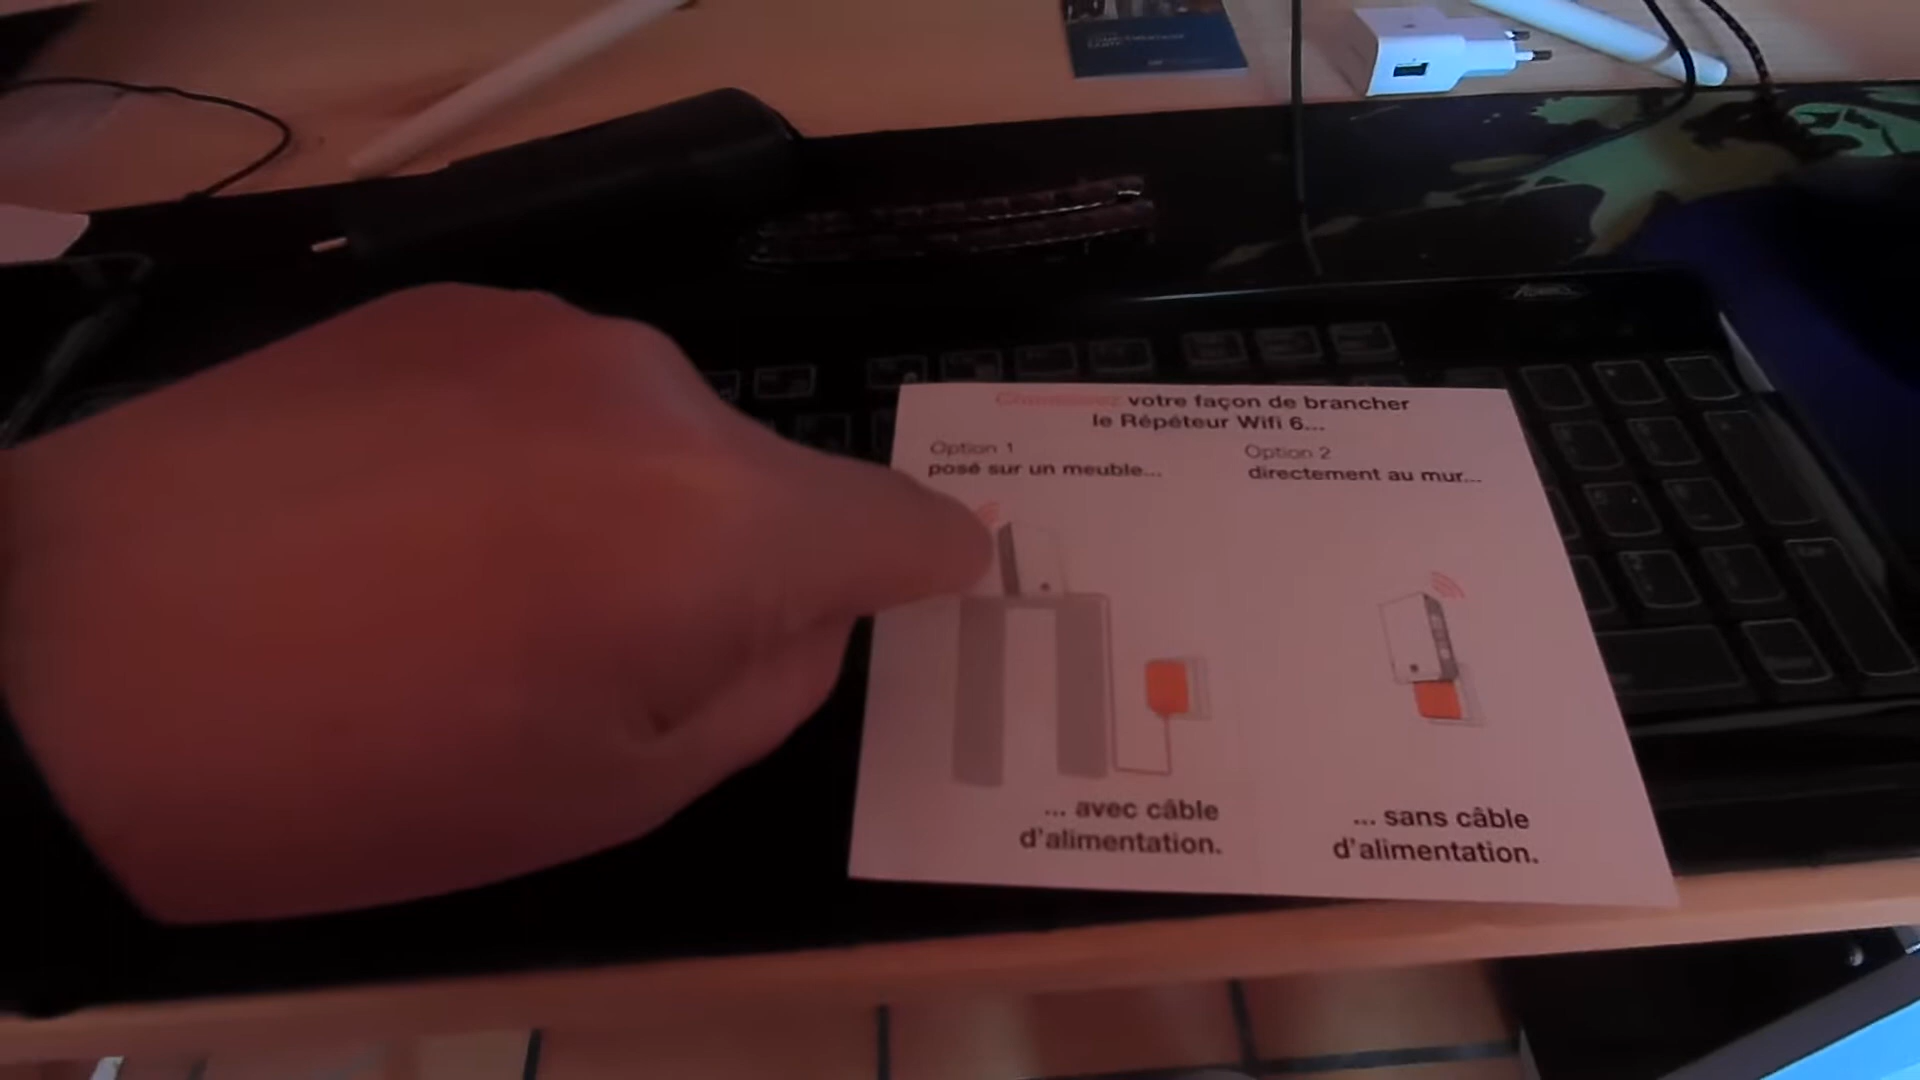 Choisissez votre façon de brancher
le Répéteur Wifi 6...
Option 1
posé sur un meuble...
Option 2
directement au mur...
... avec câble
d'alimentation.
... sans câble
d'alimentation.